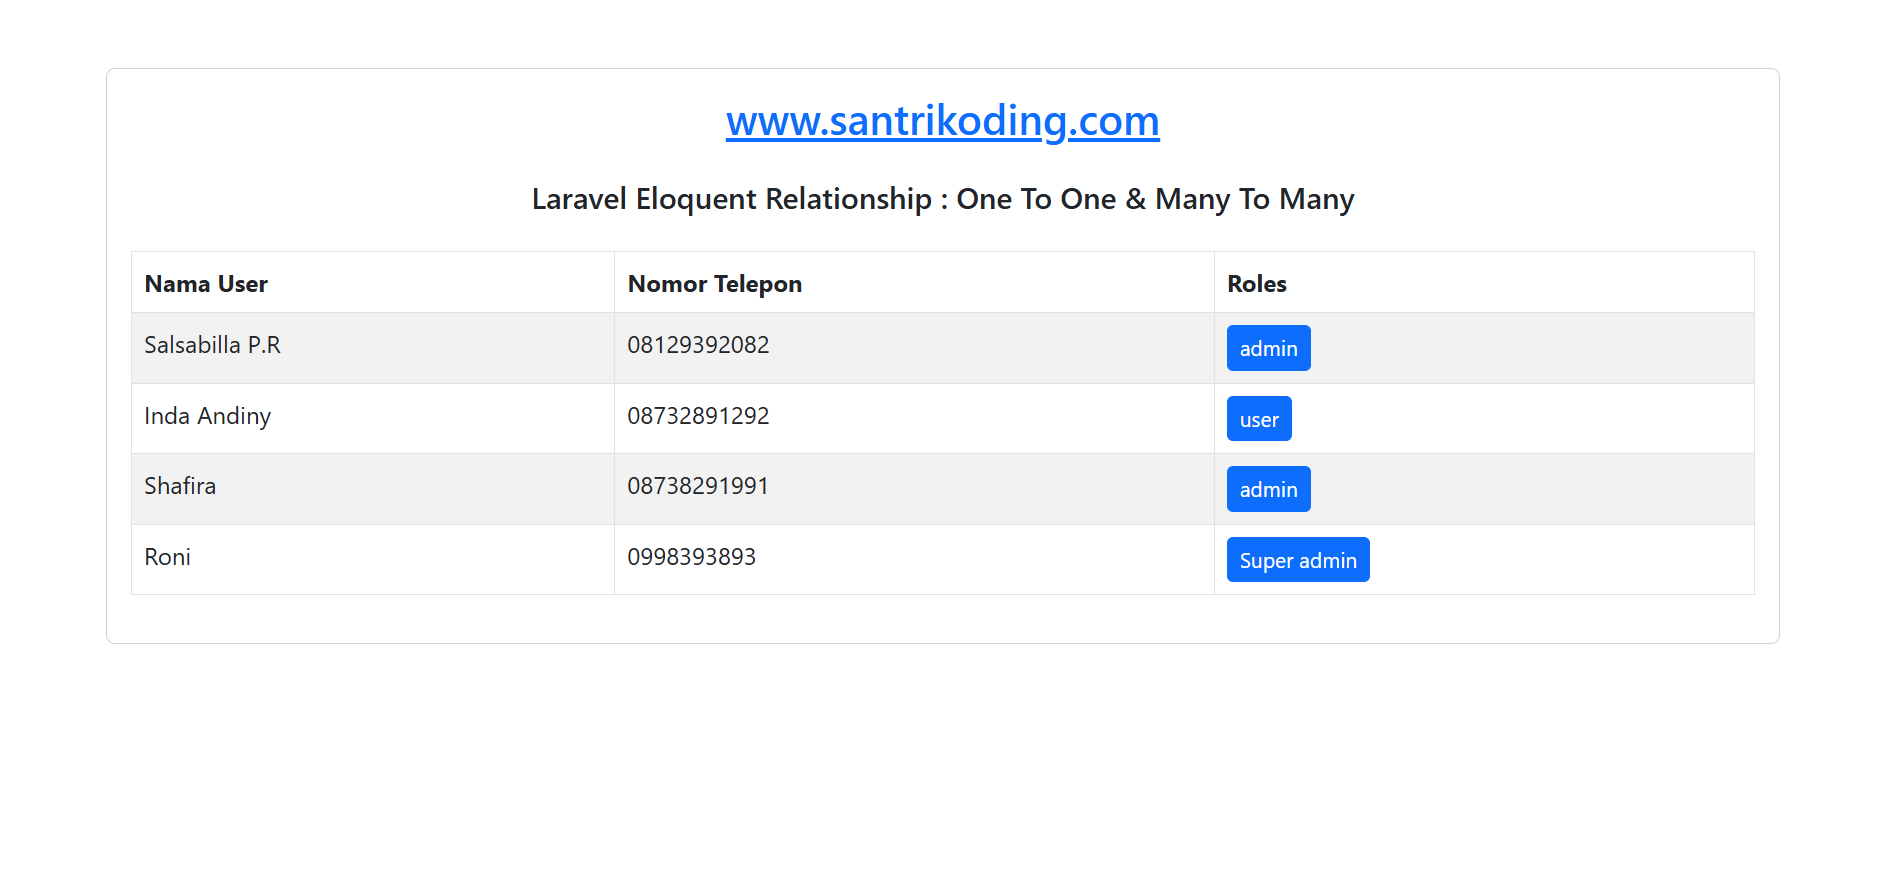 www.santrikoding.com
Laravel Eloquent Relationship : One To One & Many To Many
Nama User Nomor Telepon Roles
Salsabilla P.R 08129392082 admin
Inda Andiny 08732891292 user
Shafira 08738291991 admin
Roni 0998393893 Super admin